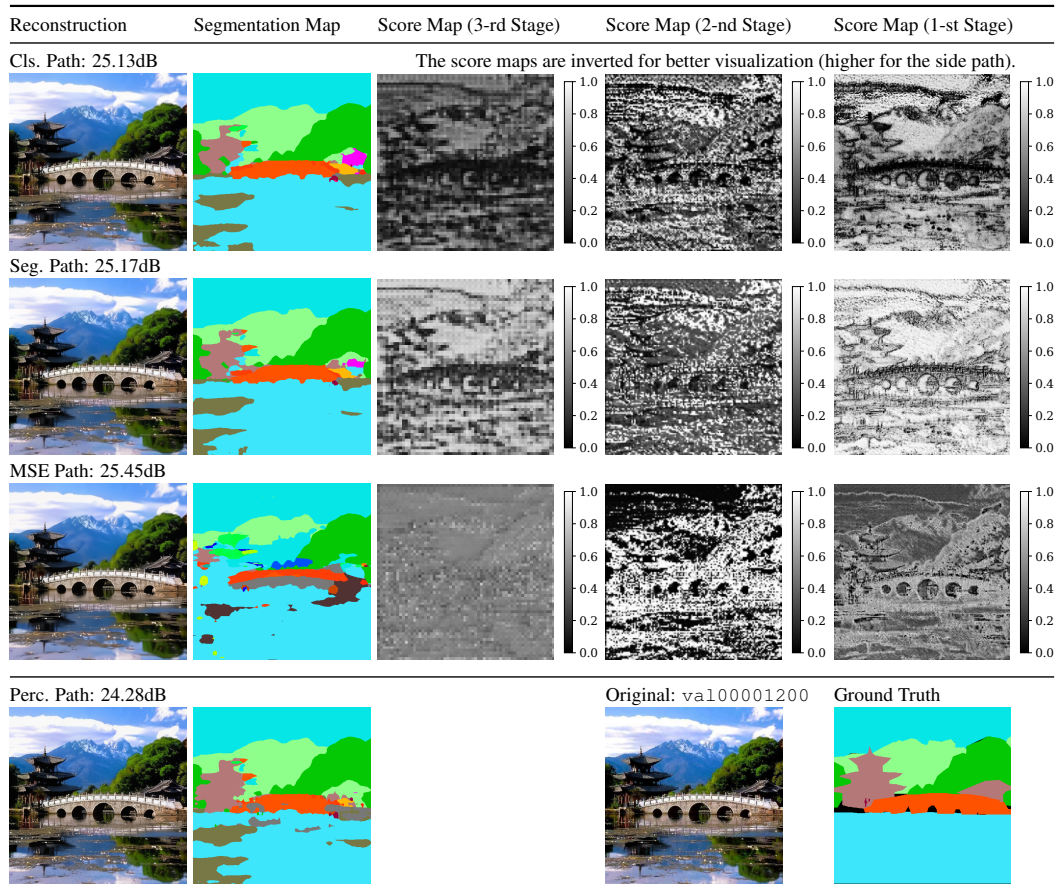 Reconstruction Segmentation Map Score Map (3-rd Stage) Score Map (2-nd Stage) Score Map (1-st Stage)
Cls. Path: 25.13dB The score maps are inverted for better visualization (higher for the side path).
1.0 1.0 1.0
0.8 0.8 0.8
0.6 0.6 0.6
0.4 0.4 0.4
0.2 0.2 0.2
0.0 0.0 0.0
Seg. Path: 25.17dB
1.0 1.0 1.0
0.8 0.8 0.8
0.6 0.6 0.6
0.4 0.4 0.4
0.2 0.2 0.2
0.0 0.0 0.0
MSE Path: 25.45dB
1.0 1.0 1.0
0.8 0.8 0.8
0.6 0.6 0.6
0.4 0.4 0.4
0.2 0.2 0.2
0.0 0.0 0.0
Perc. Path: 24.28dB Original: val00001200 Ground Truth